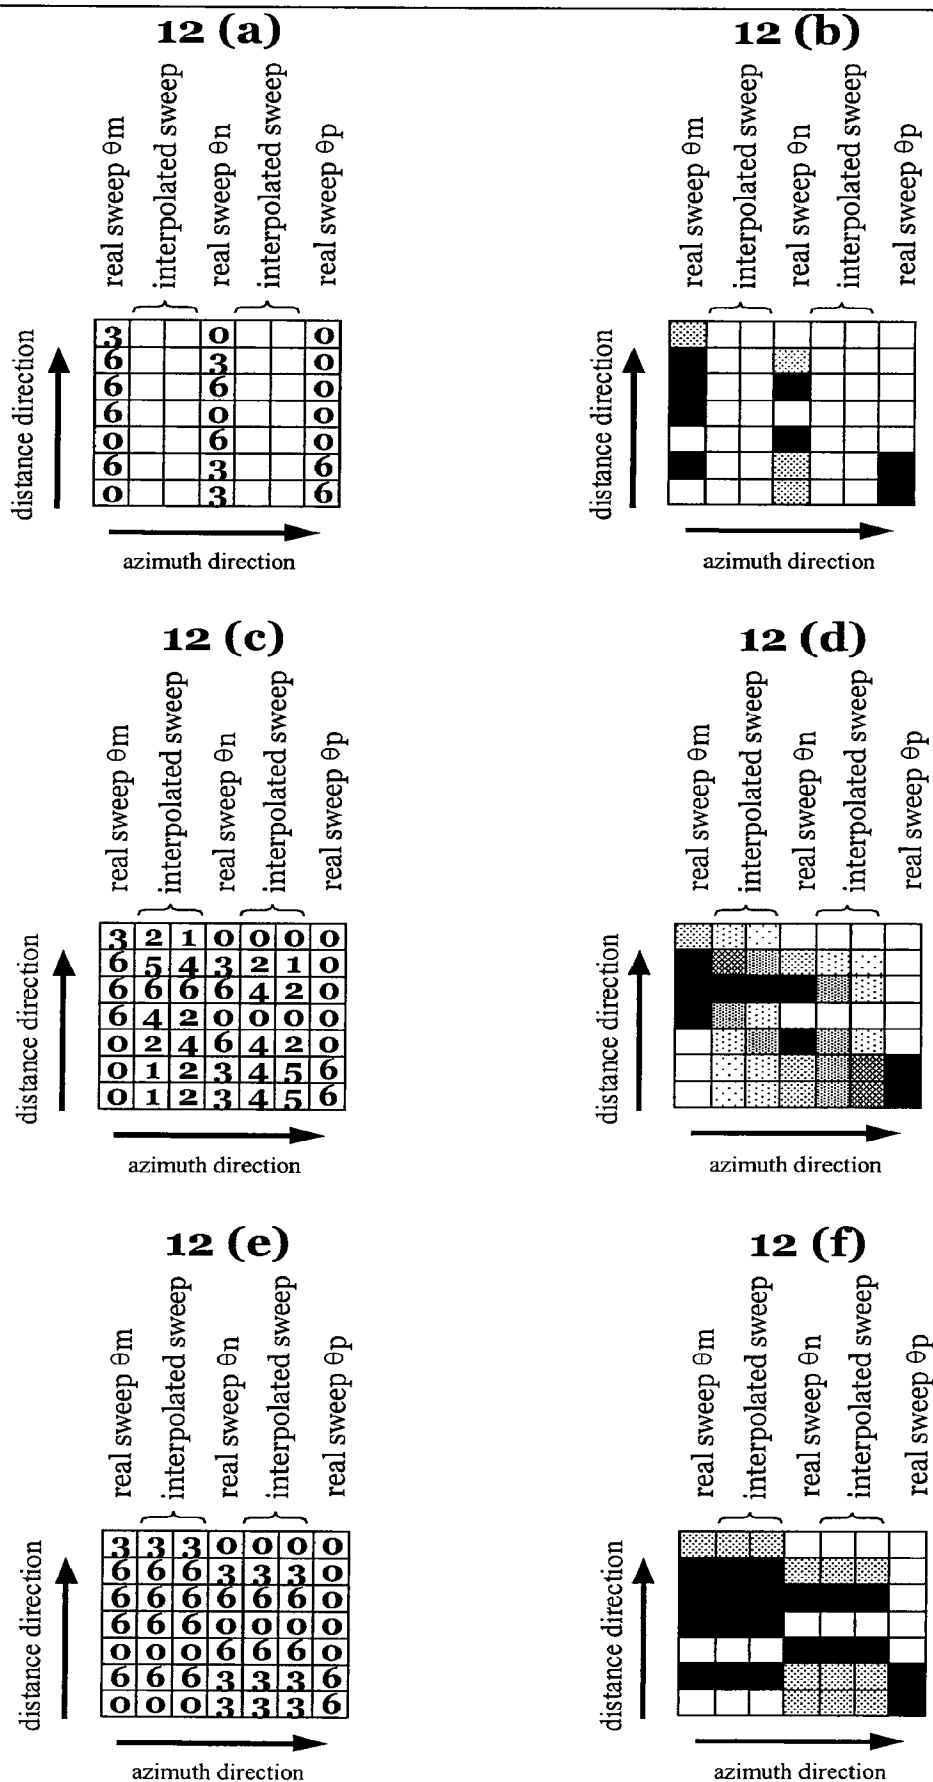 12 (a)
real sweep θm
interpolated sweep
real sweep θn
interpolated sweep
real sweep θp
distance direction
3 0 0
6 3 0
6 6 0
6 0 0
0 6 0
6 3 6
0 3 6
azimuth direction
12 (b)
real sweep θm
interpolated sweep
real sweep θn
interpolated sweep
real sweep θp
distance direction
azimuth direction
12 (c)
real sweep θm
interpolated sweep
real sweep θn
interpolated sweep
real sweep θp
distance direction
3 2 1 0 0 0 0
6 5 4 3 2 1 0
6 6 6 6 4 2 0
6 4 2 0 0 0 0
0 2 4 6 4 2 0
0 1 2 3 4 5 6
0 1 2 3 4 5 6
azimuth direction
12 (d)
real sweep θm
interpolated sweep
real sweep θn
interpolated sweep
real sweep θp
distance direction
azimuth direction
12 (e)
real sweep θm
interpolated sweep
real sweep θn
interpolated sweep
real sweep θp
distance direction
3 3 3 0 0 0 0
6 6 6 3 3 3 0
6 6 6 6 6 6 0
6 6 6 0 0 0 0
0 0 0 6 6 6 0
6 6 6 3 3 3 6
0 0 0 3 3 3 6
azimuth direction
12 (f)
real sweep θm
interpolated sweep
real sweep θn
interpolated sweep
real sweep θp
distance direction
azimuth direction